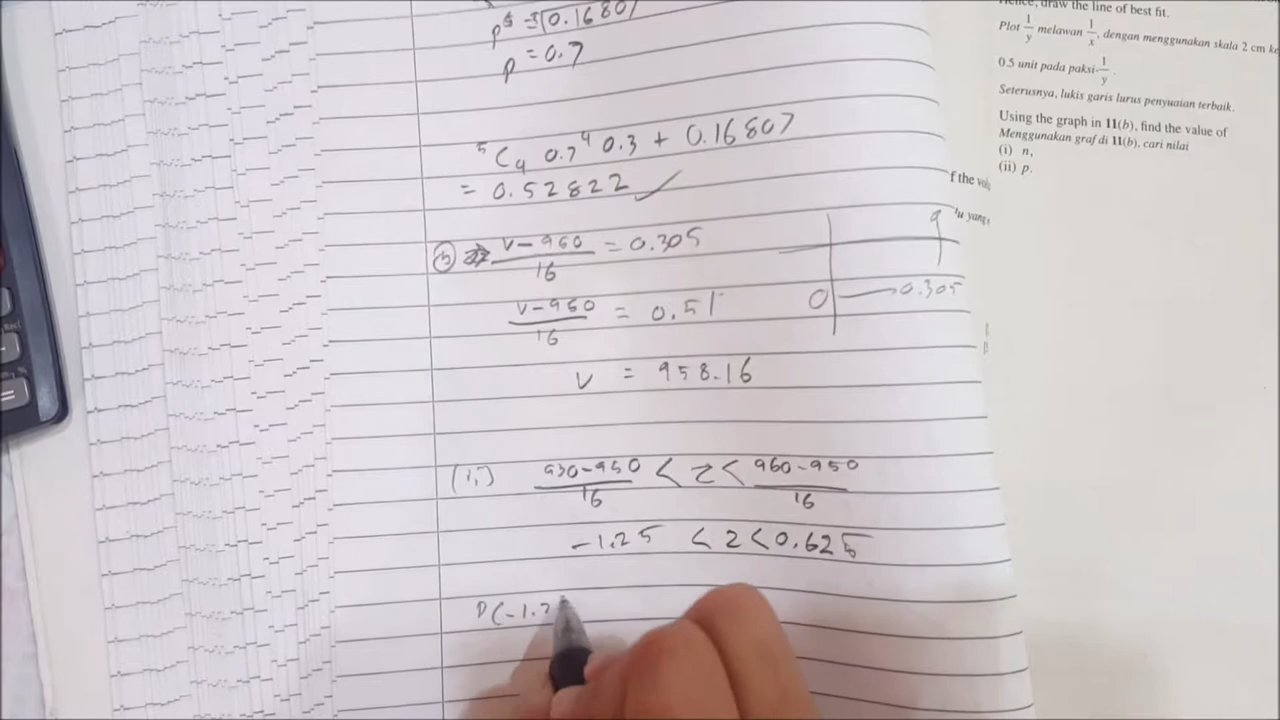 p⁵ = ⁵√0.16807
p = 0.7
⁵C₄ 0.7⁴ 0.3 + 0.16807
= 0.52822 ✓
(b) v-960/16 = 0.305
v-950/16 = 0.51
v = 958.16
0 0.305
(ii) 930-950/16 < z < 960-950/16
-1.25 < z < 0.625
P(-1.2
draw the line of best fit.
Plot 1/y melawan 1/x, dengan menggunakan skala 2 cm ke
0.5 unit pada paksi-1/y.
Seterusnya, lukis garis lurus penyuaian terbaik.
Using the graph in 11(b), find the value of
Menggunakan graf di 11(b), cari nilai
(i) n,
(ii) p.
f the
yang